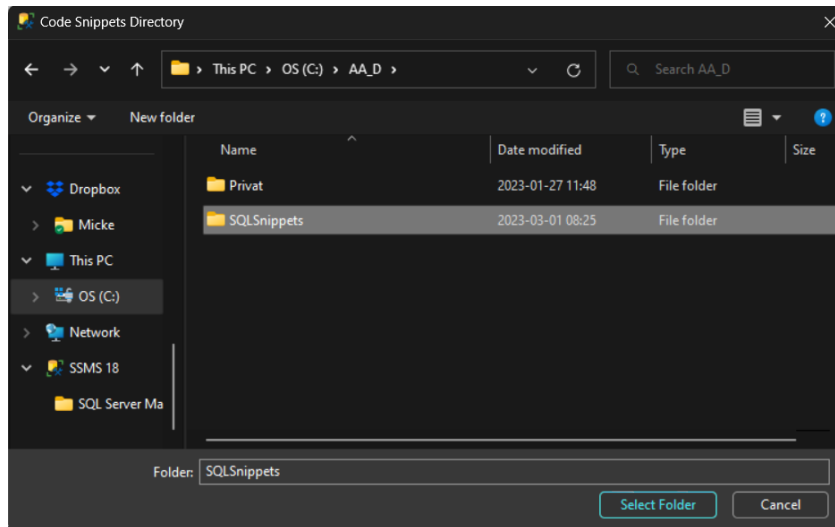 Code Snippets Directory
This PC > OS (C:) > AA_D >
Search AA_D
Organize
New folder
Name
Date modified
Type
Size
Dropbox
Micke
This PC
OS (C:)
Network
SSMS 18
SQL Server Ma
Privat 2023-01-27 11:48 File folder
SQLSnippets 2023-03-01 08:25 File folder
Folder: SQLSnippets
Select Folder
Cancel